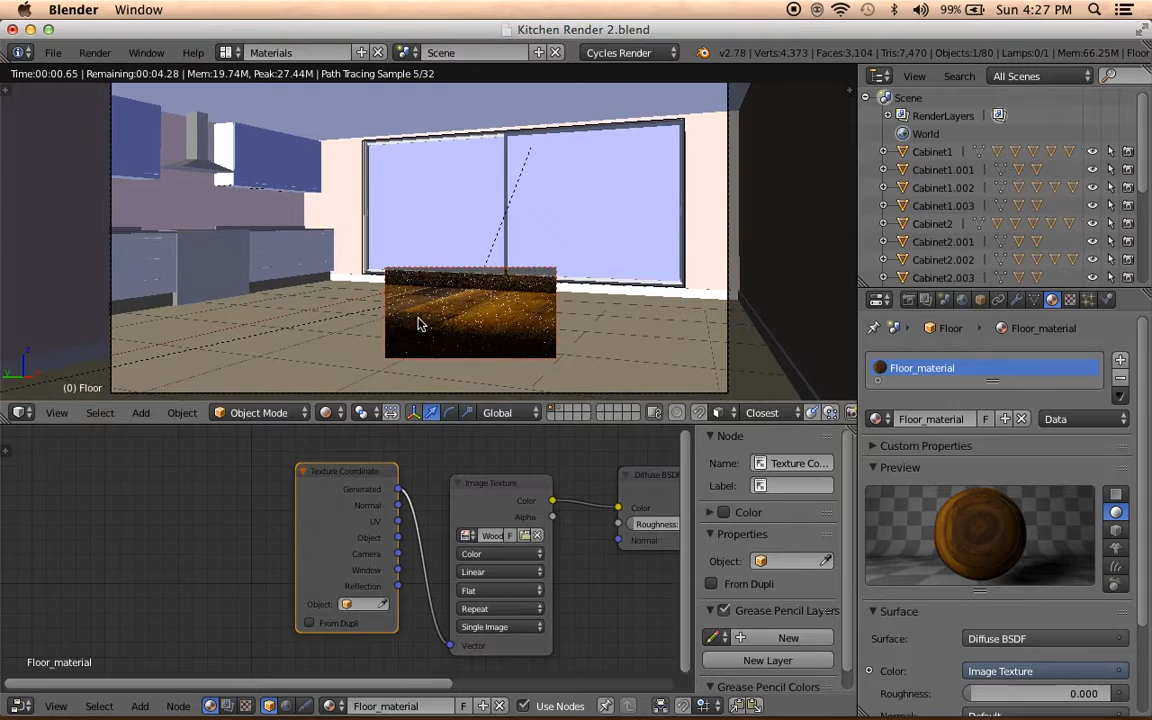 Blender Window 99% Sun 4:27 PM
Kitchen Render 2.blend
File Render Window Help Materials Scene Cycles Render v2.78 | Verts:4,373 | Faces:3,104 | Tris:7,470 | Objects:1/80 | Lamps:0/1 | Mem:66.25M | Floor
Time:00:00.65 | Remaining:00:04.28 | Mem:19.74M, Peak:27.44M | Path Tracing Sample 5/32
View Search All Scenes
Scene
RenderLayers
World
Cabinet1
Cabinet1.001
Cabinet1.002
Cabinet1.003
Cabinet2
Cabinet2.001
Cabinet2.002
Cabinet2.003
z
y
(0) Floor
View Select Add Object Object Mode Global Closest
Floor Floor_material
Floor_material
Floor_material F Data
Custom Properties
Preview
Surface
Surface: Diffuse BSDF
Color: Image Texture
Roughness: 0.000
Normal Default
Texture Coordinate
Generated
Normal
UV
Object
Camera
Window
Reflection
Object:
From Dupli
Image Texture
Color
Alpha
Wood F
Color
Linear
Flat
Repeat
Single Image
Vector
Diffuse BSDF
Color
Roughness:
Normal
Node
Name: Texture Co...
Label:
Color
Properties
Object:
From Dupli
Grease Pencil Layers
New
New Layer
Grease Pencil Colors
Floor_material
View Select Add Node Floor_material F Use Nodes